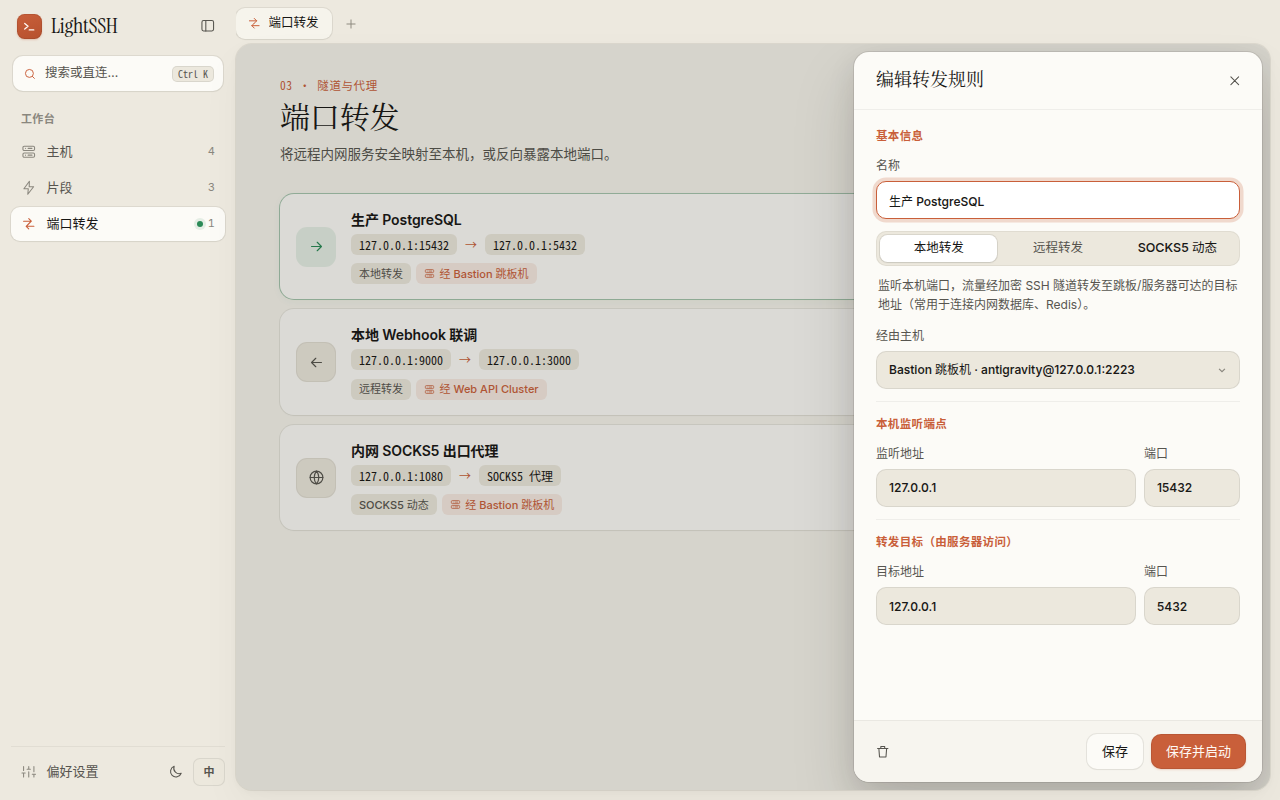 LightSSH
搜索或直连...
Ctrl K
工作台
主机
4
片段
3
端口转发
1
偏好设置
中
端口转发
03 · 隧道与代理
端口转发
将远程内网服务安全映射至本机，或反向暴露本地端口。
生产 PostgreSQL
127.0.0.1:15432 → 127.0.0.1:5432
本地转发 经 Bastion 跳板机
本地 Webhook 联调
127.0.0.1:9000 → 127.0.0.1:3000
远程转发 经 Web API Cluster
内网 SOCKS5 出口代理
127.0.0.1:1080 → SOCKS5 代理
SOCKS5 动态 经 Bastion 跳板机
编辑转发规则
基本信息
名称
生产 PostgreSQL
本地转发 远程转发 SOCKS5 动态
监听本机端口，流量经加密 SSH 隧道转发至跳板/服务器可达的目标
地址（常用于连接内网数据库、Redis）。
经由主机
Bastion 跳板机 · antigravity@127.0.0.1:2223
本机监听端点
监听地址 端口
127.0.0.1 15432
转发目标（由服务器访问）
目标地址 端口
127.0.0.1 5432
保存 保存并启动